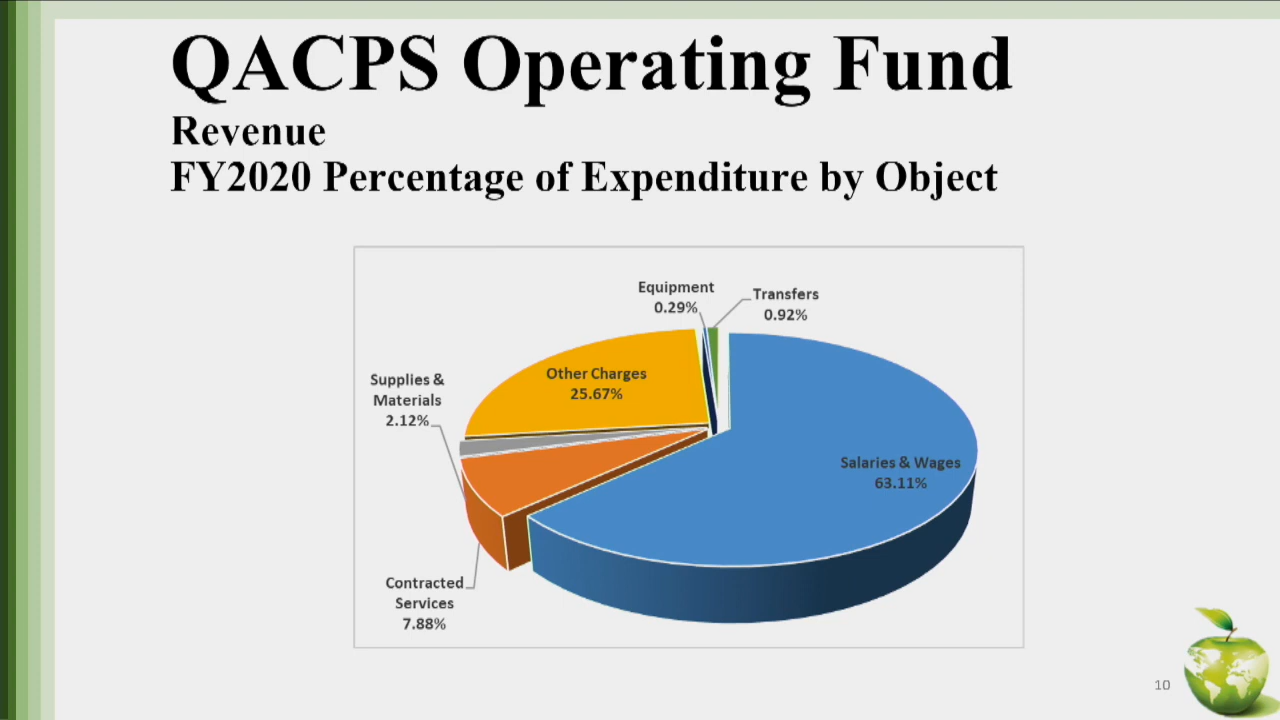 QACPS Operating Fund
Revenue
FY2020 Percentage of Expenditure by Object
Equipment
0.29%
Transfers
0.92%
Other Charges
25.67%
Supplies &
Materials
2.12%
Salaries & Wages
63.11%
Contracted
Services
7.88%
10